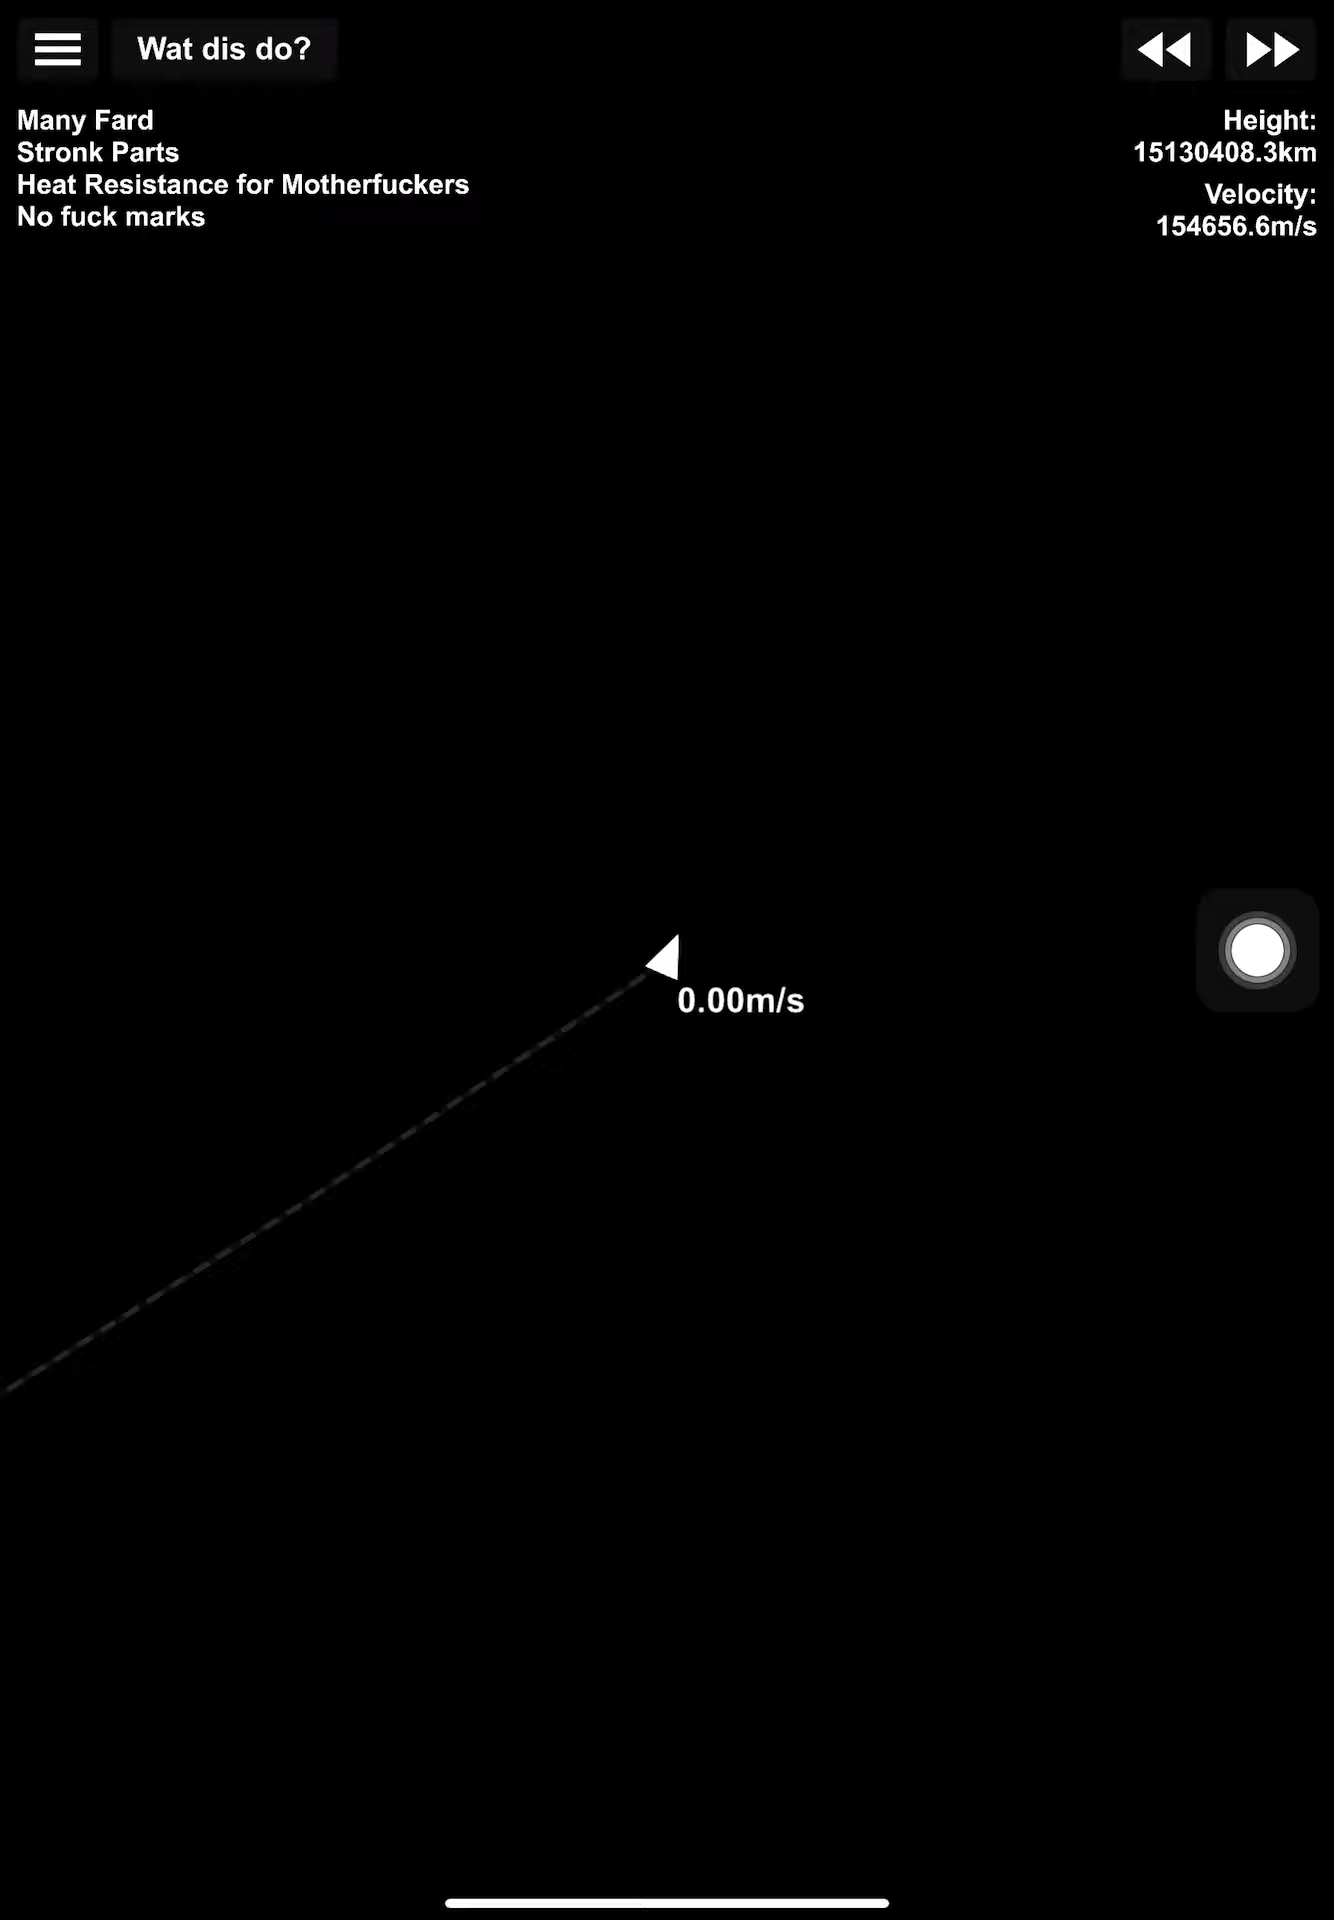 Wat dis do?
Many Fard
Stronk Parts
Heat Resistance for Motherfuckers
No fuck marks
Height:
15130408.3km
Velocity:
154656.6m/s
0.00m/s